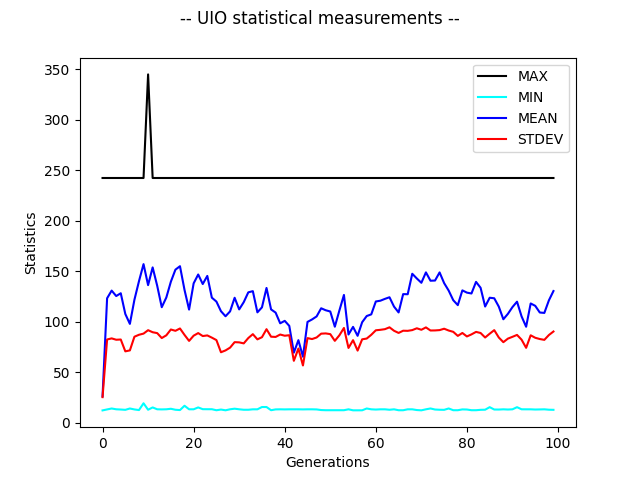 -- UIO statistical measurements --
350
300
250
200
150
100
50
0
Statistics
MAX
MIN
MEAN
STDEV
0 20 40 60 80 100
Generations